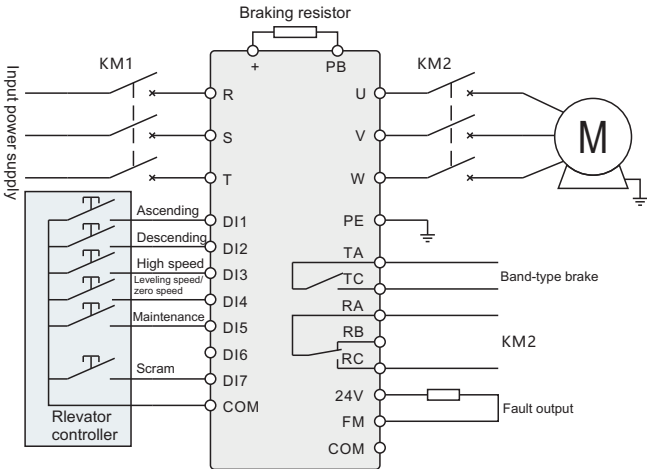 Braking resistor
KM1
+
PB
KM2
Input power supply
R
U
S
V
M
T
W
Ascending
DI1
PE
Descending
DI2
TA
High speed
DI3
TC
Band-type brake
Leveling speed/
zero speed
DI4
RA
Maintenance
DI5
RB
KM2
DI6
RC
Scram
DI7
24V
COM
FM
Fault output
Rlevator
controller
COM